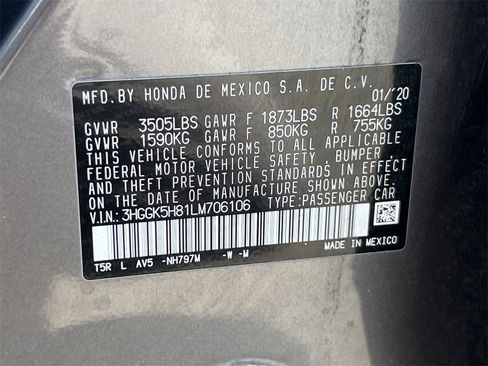 MFD.BY HONDA DE MEXICO S.A. DE C.V. 01/'20
GVWR 3505LBS GAWR F 1873LBS R 1664LBS
GVWR 1590KG GAWR F 850KG R 755KG
THIS VEHICLE CONFORMS TO ALL APPLICABLE
FEDERAL MOTOR VEHICLE SAFETY, BUMPER,
AND THEFT PREVENTION STANDARDS IN EFFECT
ON THE DATE OF MANUFACTURE SHOWN ABOVE.
V.I.N: 3HGGK5H81LM706106 TYPE:PASSENGER CAR
T5R L AV5 -NH797M -W -M MADE IN MEXICO